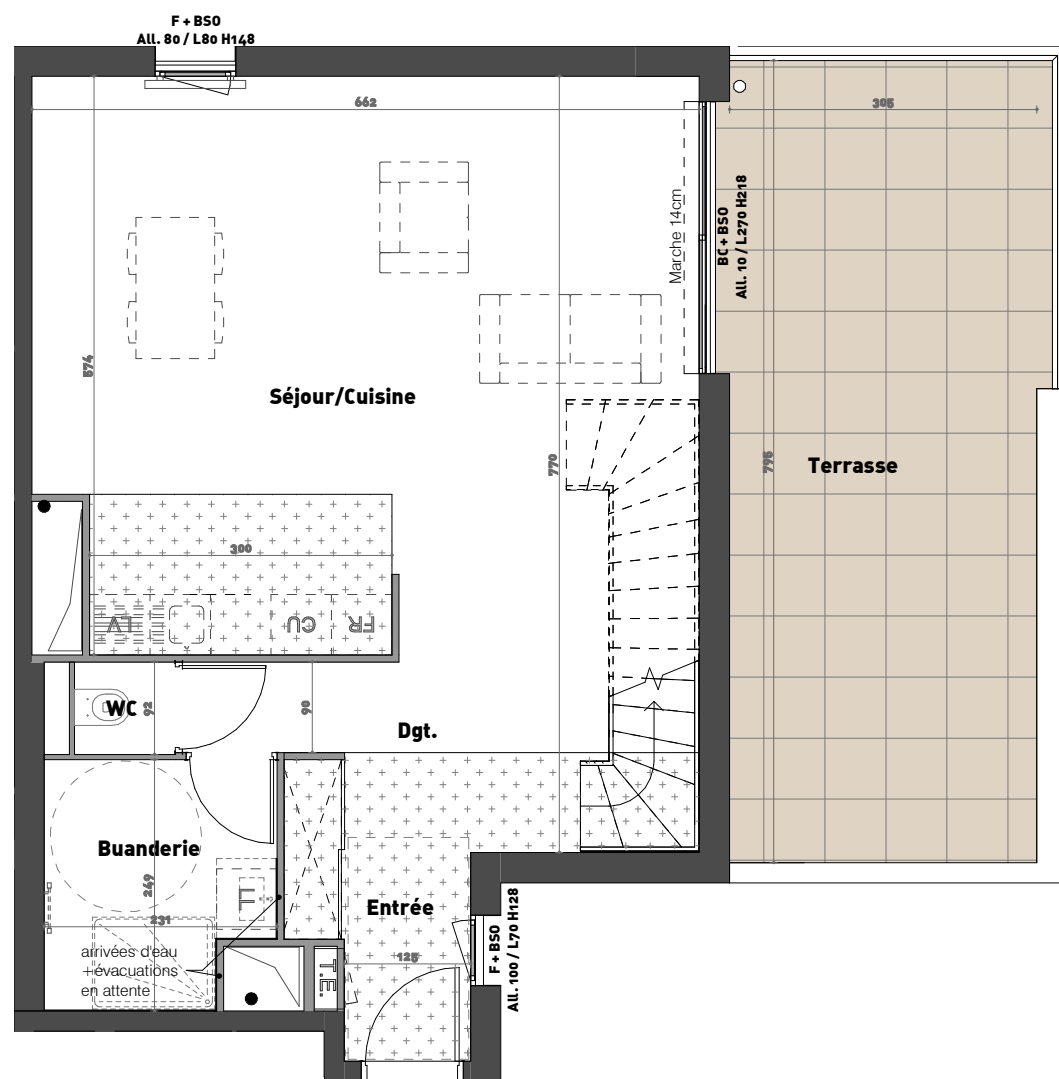 F + BSO
All. 80 / L80 H148
662
305
574
Marche 14cm
BC + BSO
All. 10 / L270 H218
Séjour/Cuisine
770
795
Terrasse
300
LV
CU
FR
WC
92
90
Dgt.
Buanderie
249
LL
231
Entrée
F + BSO
All. 100 / L70 H128
arrivées d'eau
+évacuations
en attente
T.E.
125